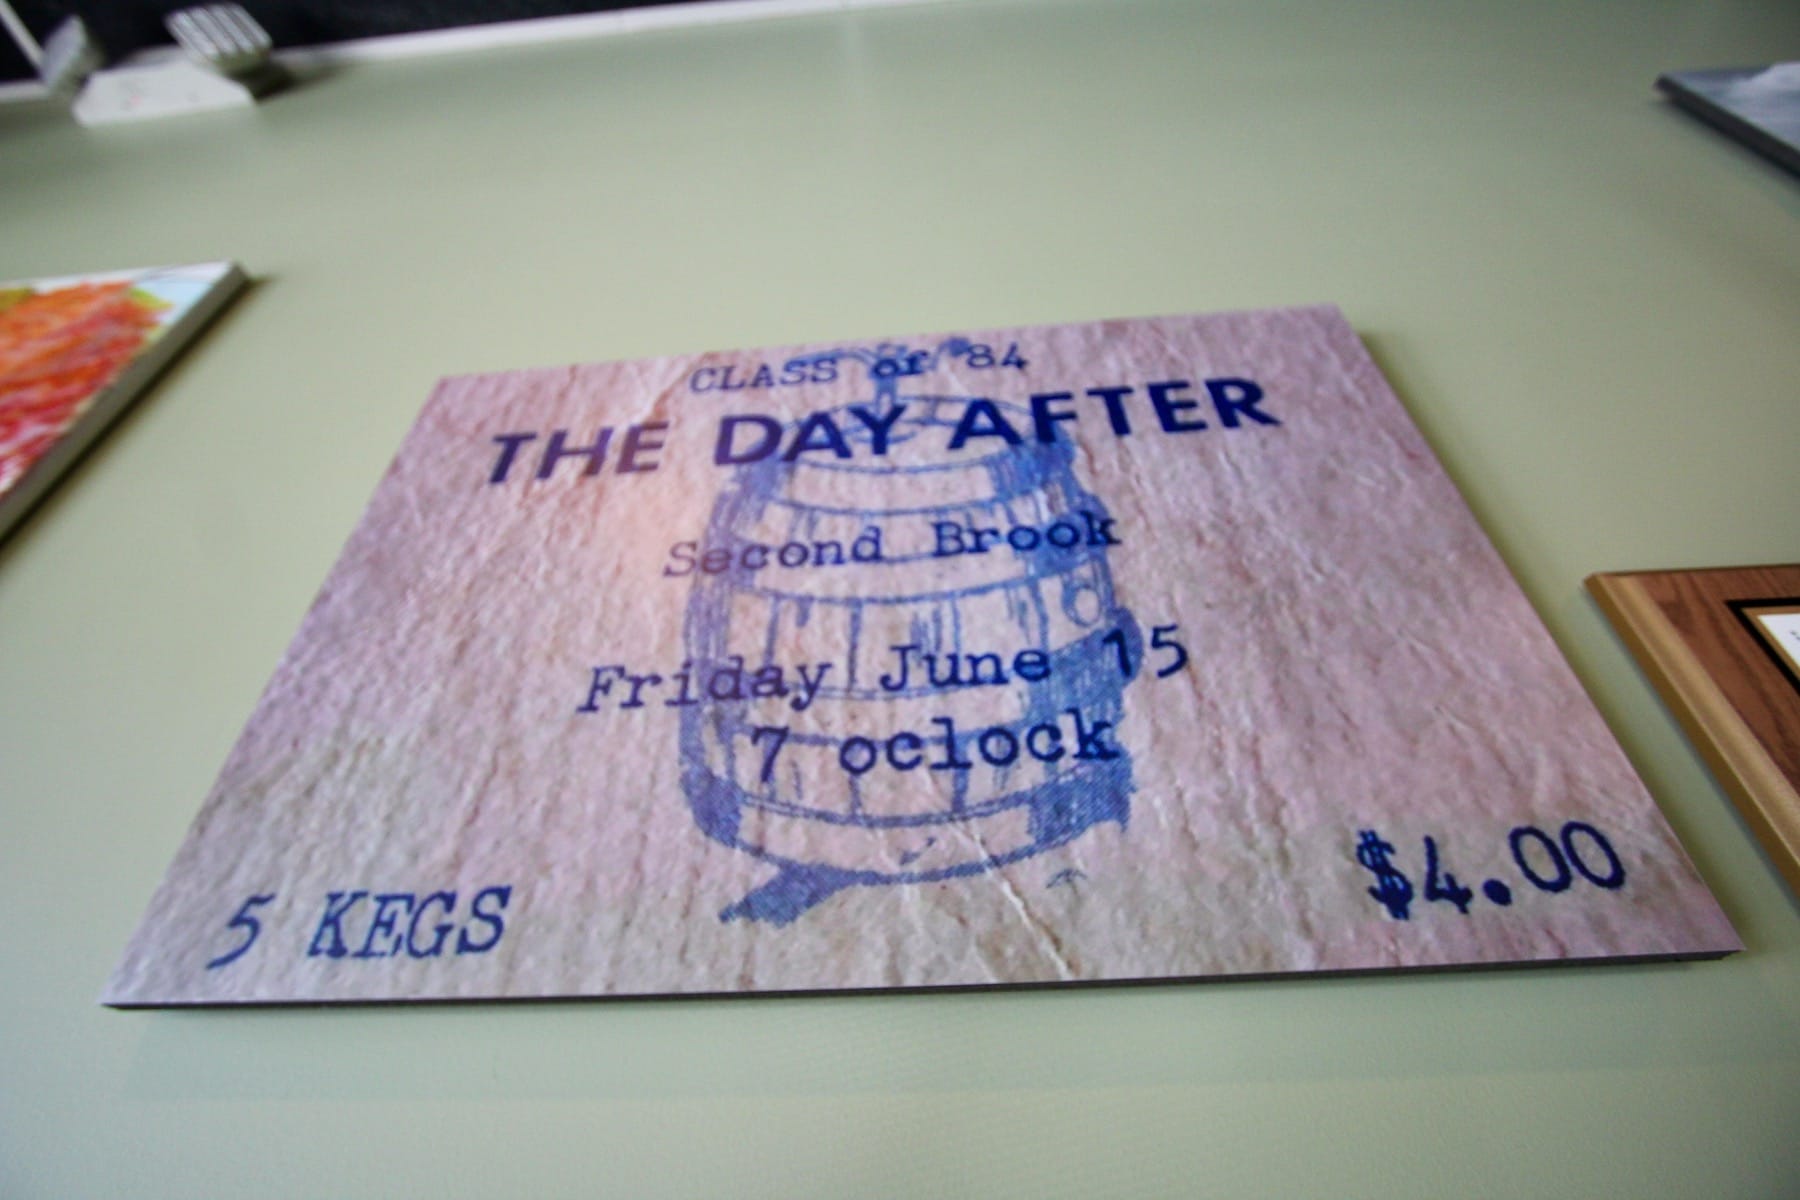 CLASS of '84
THE DAY AFTER
Second Brook
Friday June 15
7 oclock
5 KEGS
$4.00